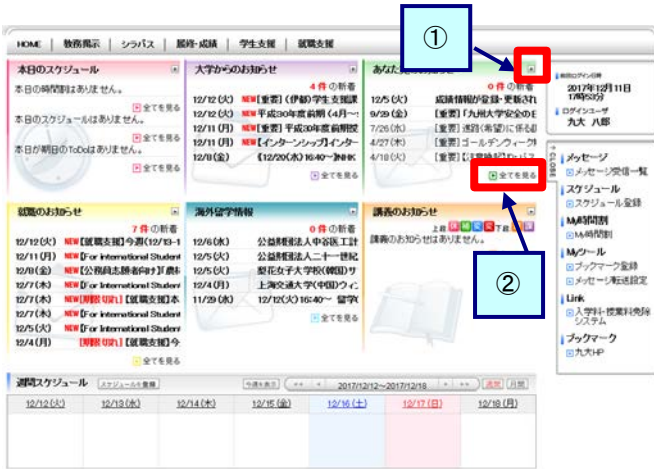 HOME 教務掲示 シラバス 履修・成績 学生支援 就職支援
①
本日のスケジュール
本日の時間割はありません。
全てを見る
本日のスケジュールはありません。
全てを見る
本日が期日のToDoはありません。
全てを見る
大学からのお知らせ
4 件 の新着
12/12(火) NEW【重要】(伊都)学生支援課
12/12(火) NEW 平成30年度前期(4月~
12/11(月) NEW【重要】平成30年度前期授
12/11(月) NEW【インターンシップ】インター
12/8(金) 《12/20(水)16:40~》NHK
全てを見る
0 件 の新着
12/5(火) 成績情報が登録・更新され
9/29(金) 【重要】「九州大学安全のE
7/26(水)
4/27(木) 【重要】ゴールデンウィーク
4/18(火)
全てを見る
前回ログイン日時
2017年12月11日
17時53分
ログインユーザ
九大 八郎
CLOSE
メッセージ
メッセージ受信一覧
スケジュール
スケジュール登録
My時間割
My時間割
Myツール
ブックマーク登録
メッセージ転送設定
Link
入学料・授業料免除
システム
ブックマーク
九大HP
就職のお知らせ
7 件 の新着
12/12(火) NEW【就職支援】今週(12/13-1
12/11(月) NEW【For International Student
12/8(金) NEW【公務員志願者向け】「農林
12/7(木) NEW【For International Student
12/7(木) NEW【期限切れ】【就職支援】本
12/7(木) NEW【For International Student
12/5(火) 【For International Student
12/4(月) 【期限切れ】【就職支援】今
全てを見る
海外留学情報
0 件 の新着
12/6(水) 公益財団法人中谷医工計
12/5(火) 公益財団法人二十一世紀
12/5(火) 梨花女子大学校(韓国)サ
12/4(月) 上海交通大学(中国)ウィン
11/29(水) 12/12(火)16:40~ 留学(
全てを見る
講義のお知らせ
講義のお知らせはありません。
②
週間スケジュール スケジュールを登録 今週を表示 2017/12/12~2017/12/18 週間 月間
12/12(火) 12/13(水) 12/14(木) 12/15(金) 12/16(土) 12/17(日) 12/18(月)